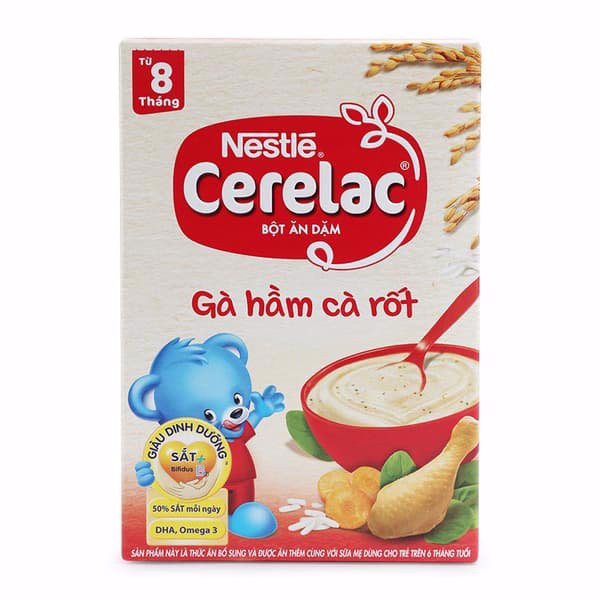 Từ
8
Tháng
Nestlé®
Cerelac®
BỘT ĂN DẶM
Gà hầm cà rốt
GIÀU DINH DƯỠNG
SẮT+
Bifidus BL
50% SẮT mỗi ngày
DHA, Omega 3
SẢN PHẨM NÀY LÀ THỨC ĂN BỔ SUNG VÀ ĐƯỢC ĂN THÊM CÙNG VỚI SỮA MẸ DÙNG CHO TRẺ TRÊN 6 THÁNG TUỔI